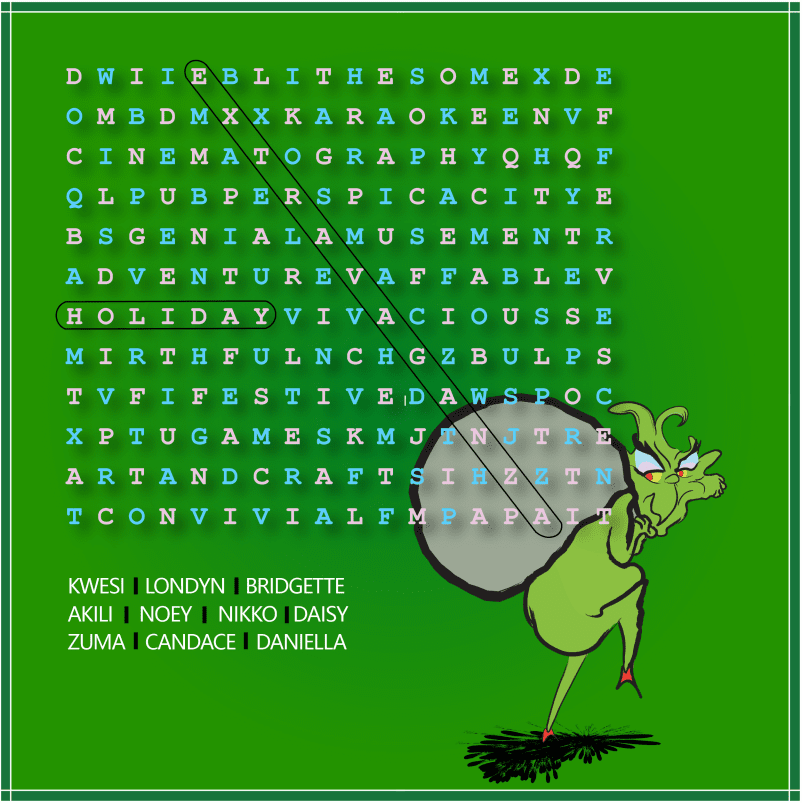 D W I I E B L I T H E S O M E X D E
O M B D M X X K A R A O K E E N V F
C I N E M A T O G R A P H Y Q H Q F
Q L P U B P E R S P I C A C I T Y E
B S G E N I A L A M U S E M E N T R
A D V E N T U R E V A F F A B L E V
H O L I D A Y V I V A C I O U S S E
M I R T H F U L N C H G Z B U L P S
T V F I F E S T I V E D A W S P O C
X P T U G A M E S K M J T N J T R E
A R T A N D C R A F T S I H Z Z T N
T C O N V I V I A L F M P A P A I T
KWESI | LONDYN | BRIDGETTE
AKILI | NOEY | NIKKO | DAISY
ZUMA | CANDACE | DANIELLA